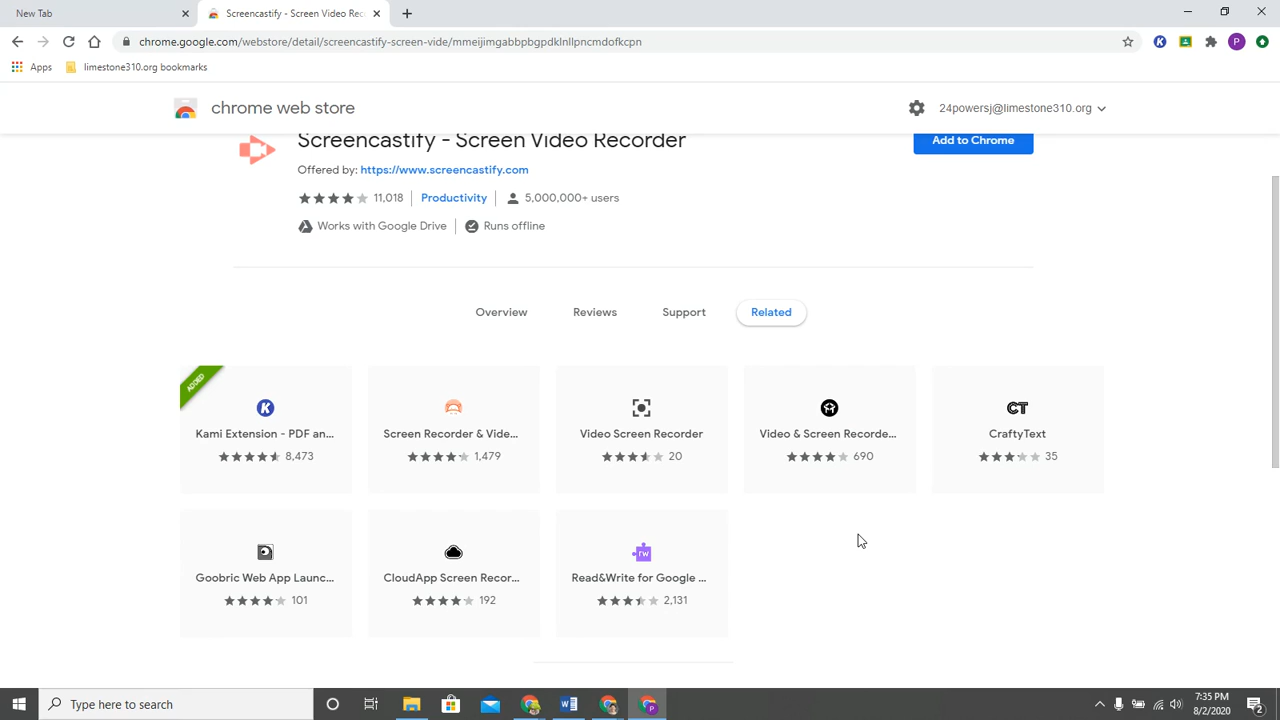 New Tab
Screencastify - Screen Video Rec
chrome.google.com/webstore/detail/screencastify-screen-vide/mmeijimgabbpbgpdklnllpncmdofkcpn
P
Apps
limestone310.org bookmarks
chrome web store
24powersj@limestone310.org
Screencastify - Screen Video Recorder
Add to Chrome
Offered by: https://www.screencastify.com
11,018
Productivity
5,000,000+ users
Works with Google Drive
Runs offline
Overview
Reviews
Support
Related
ADDED
K
CT
Kami Extension - PDF an...
Screen Recorder & Vide...
Video Screen Recorder
Video & Screen Recorde...
CraftyText
8,473
1,479
20
690
35
rw
Goobric Web App Launc...
CloudApp Screen Recor...
Read&Write for Google ...
101
192
2,131
Type here to search
7:35 PM
8/2/2020
2